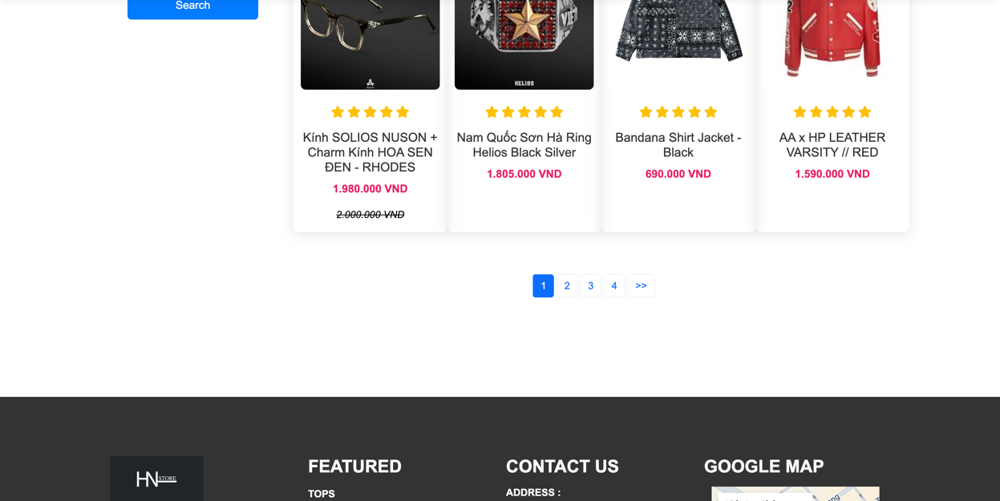 Search
HELIOS
Kính SOLIOS NUSON +
Charm Kính HOA SEN
ĐEN - RHODES
1.980.000 VND
2.000.000 VND
Nam Quốc Sơn Hà Ring
Helios Black Silver
1.805.000 VND
Bandana Shirt Jacket -
Black
690.000 VND
AA x HP LEATHER
VARSITY // RED
1.590.000 VND
1 2 3 4 >>
HN STORE
FEATURED
TOPS
CONTACT US
ADDRESS :
GOOGLE MAP